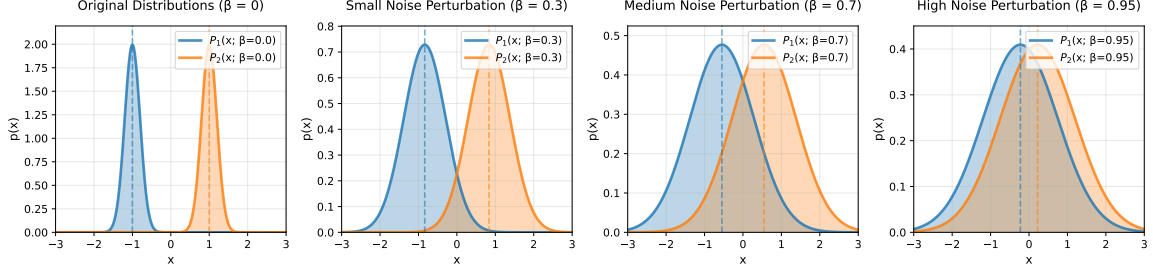 Original Distributions (β = 0)
p(x)
2.00
1.75
1.50
1.25
1.00
0.75
0.50
0.25
0.00
P₁(x; β=0.0)
P₂(x; β=0.0)
−3 −2 −1 0 1 2 3
x
Small Noise Perturbation (β = 0.3)
p(x)
0.8
0.7
0.6
0.5
0.4
0.3
0.2
0.1
0.0
P₁(x; β=0.3)
P₂(x; β=0.3)
−3 −2 −1 0 1 2 3
x
Medium Noise Perturbation (β = 0.7)
p(x)
0.5
0.4
0.3
0.2
0.1
0.0
P₁(x; β=0.7)
P₂(x; β=0.7)
−3 −2 −1 0 1 2 3
x
High Noise Perturbation (β = 0.95)
p(x)
0.4
0.3
0.2
0.1
0.0
P₁(x; β=0.95)
P₂(x; β=0.95)
−3 −2 −1 0 1 2 3
x